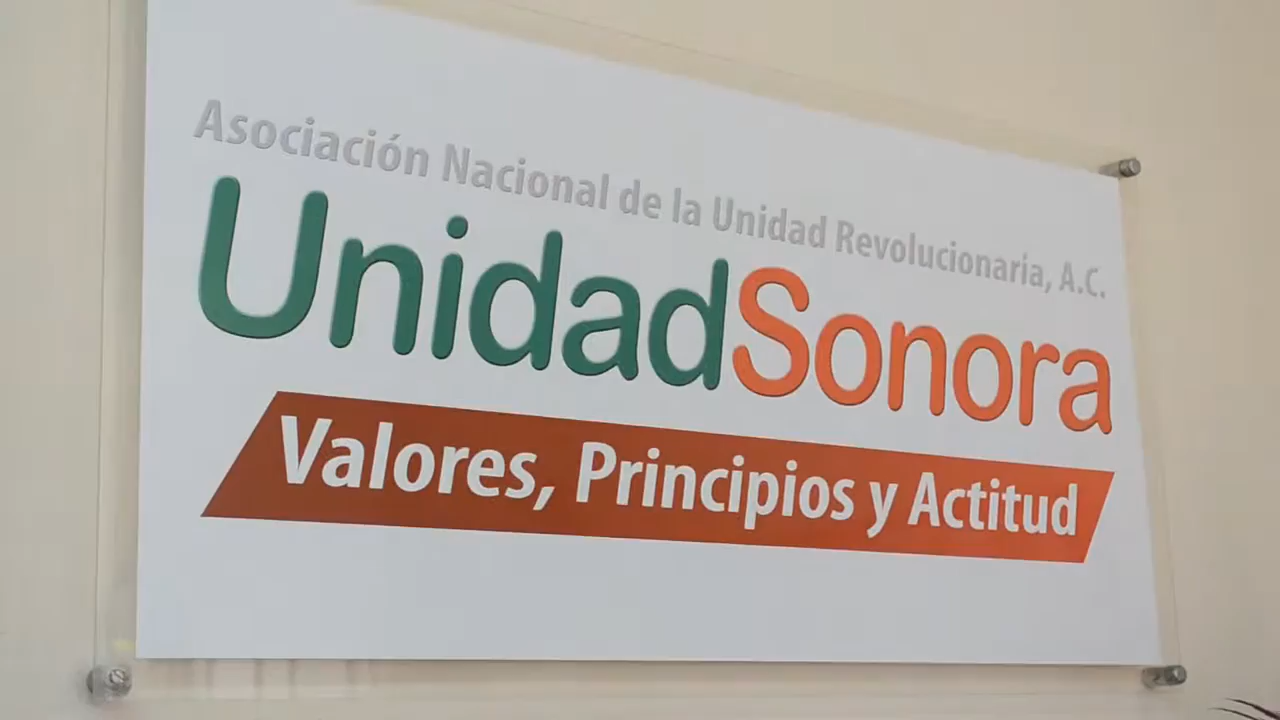 Asociación Nacional de la Unidad Revolucionaria, A.C.
UnidadSonora
Valores, Principios y Actitud